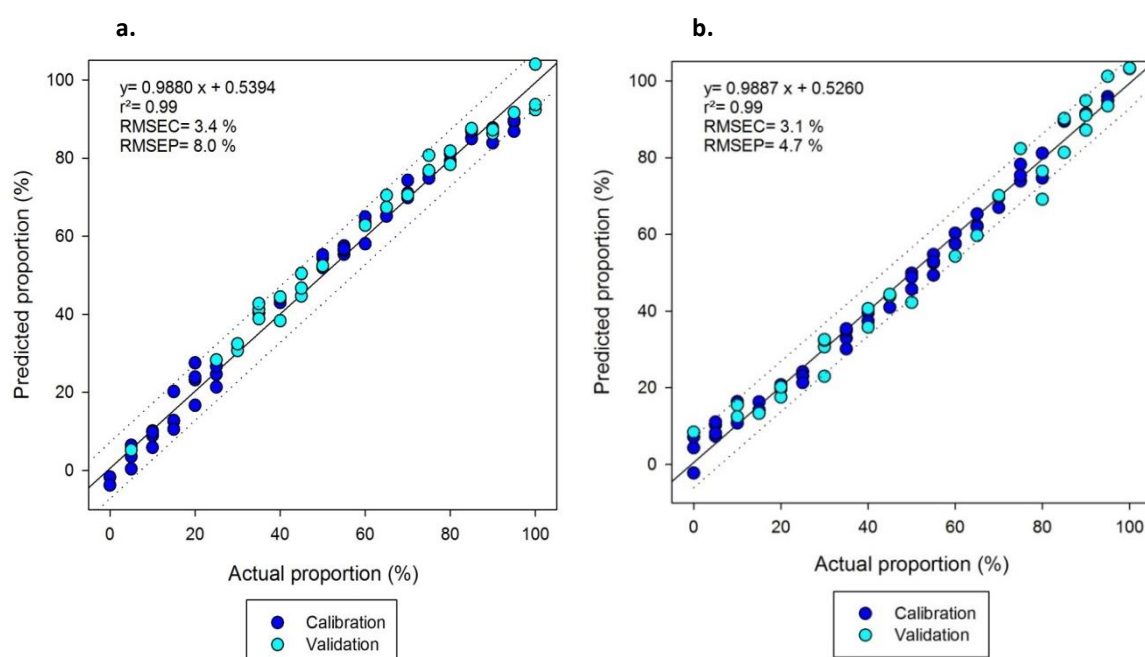 a.
y= 0.9880 x + 0.5394
r²= 0.99
RMSEC= 3.4 %
RMSEP= 8.0 %
Predicted proportion (%)
100
80
60
40
20
0
0 20 40 60 80 100
Actual proportion (%)
Calibration
Validation
b.
y= 0.9887 x + 0.5260
r²= 0.99
RMSEC= 3.1 %
RMSEP= 4.7 %
Predicted proportion (%)
100
80
60
40
20
0
0 20 40 60 80 100
Actual proportion (%)
Calibration
Validation